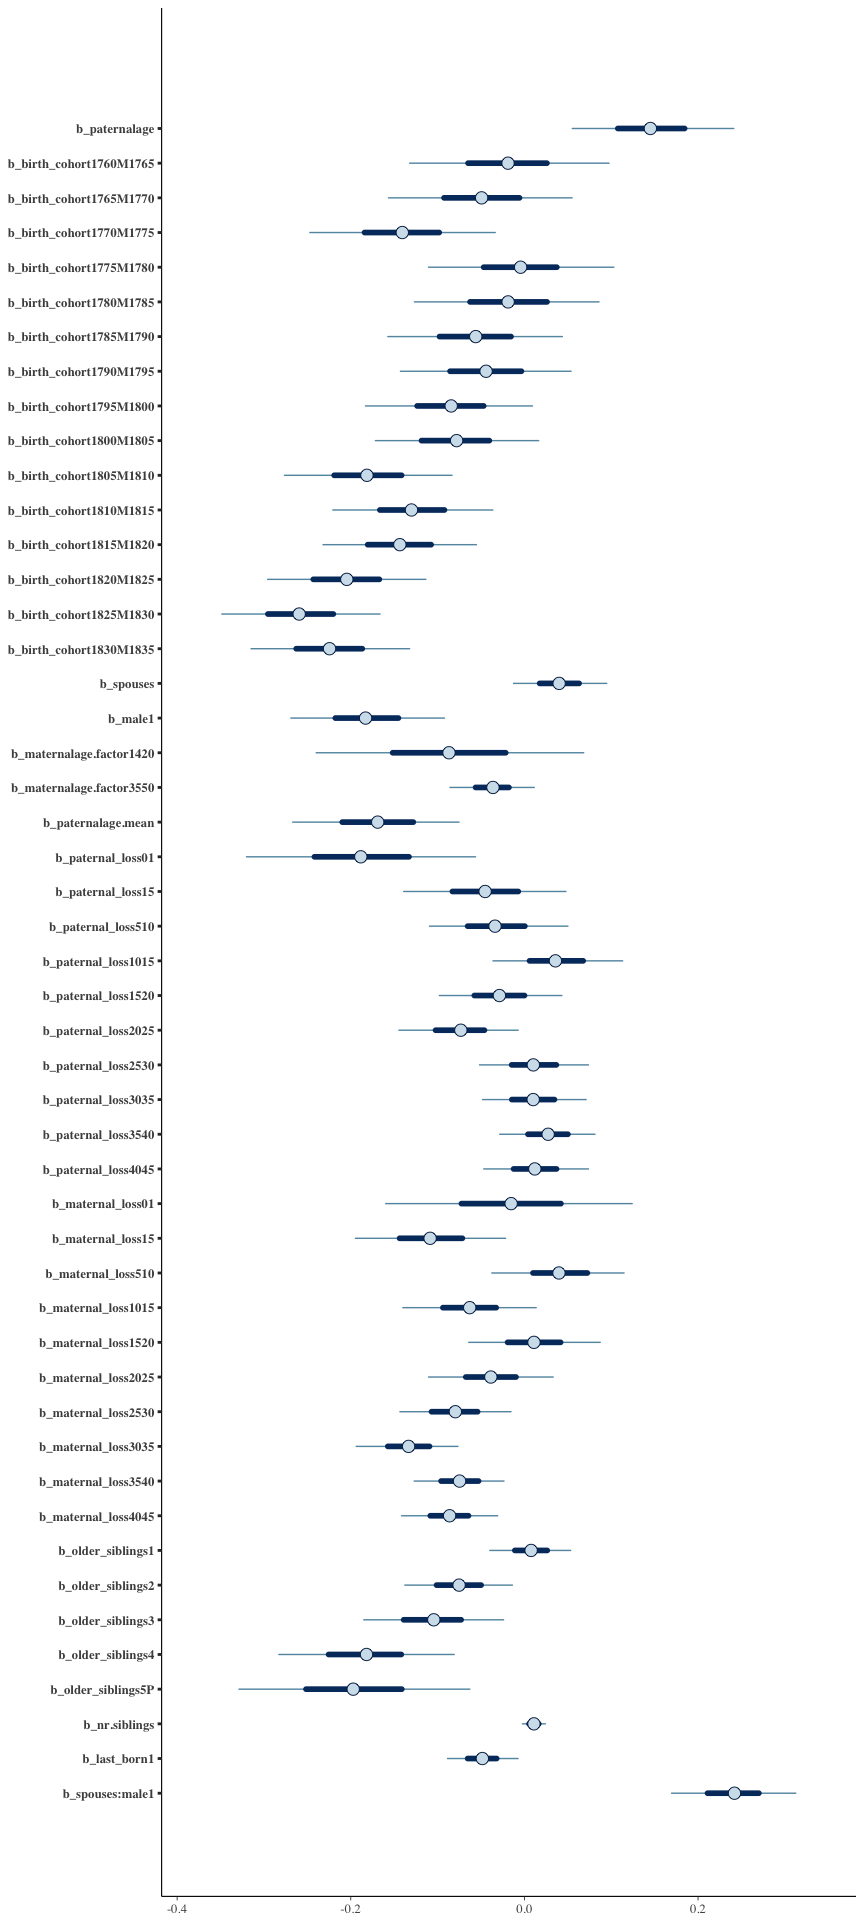 b_paternalage
b_birth_cohort1760M1765
b_birth_cohort1765M1770
b_birth_cohort1770M1775
b_birth_cohort1775M1780
b_birth_cohort1780M1785
b_birth_cohort1785M1790
b_birth_cohort1790M1795
b_birth_cohort1795M1800
b_birth_cohort1800M1805
b_birth_cohort1805M1810
b_birth_cohort1810M1815
b_birth_cohort1815M1820
b_birth_cohort1820M1825
b_birth_cohort1825M1830
b_birth_cohort1830M1835
b_spouses
b_male1
b_maternalage.factor1420
b_maternalage.factor3550
b_paternalage.mean
b_paternal_loss01
b_paternal_loss15
b_paternal_loss510
b_paternal_loss1015
b_paternal_loss1520
b_paternal_loss2025
b_paternal_loss2530
b_paternal_loss3035
b_paternal_loss3540
b_paternal_loss4045
b_maternal_loss01
b_maternal_loss15
b_maternal_loss510
b_maternal_loss1015
b_maternal_loss1520
b_maternal_loss2025
b_maternal_loss2530
b_maternal_loss3035
b_maternal_loss3540
b_maternal_loss4045
b_older_siblings1
b_older_siblings2
b_older_siblings3
b_older_siblings4
b_older_siblings5P
b_nr.siblings
b_last_born1
b_spouses:male1
-0.4 -0.2 0.0 0.2